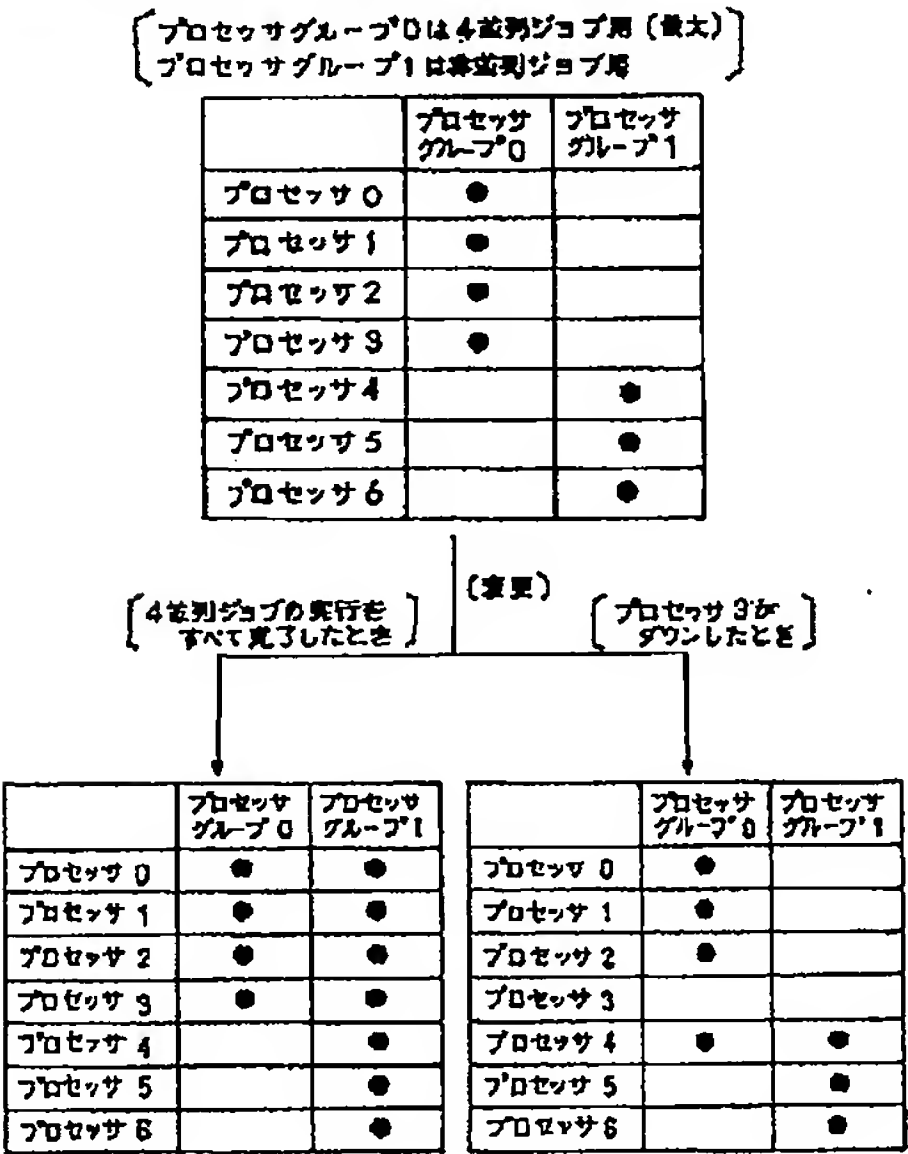 プロセッサグループ0は4並列ジョブ用(最大)
プロセッサグループ1は非並列ジョブ用
プロセッサ プロセッサ
グループ0 グループ1
プロセッサ0 ●
プロセッサ1 ●
プロセッサ2 ●
プロセッサ3 ●
プロセッサ4 ●
プロセッサ5 ●
プロセッサ6 ●
(変更)
4並列ジョブの実行を
すべて完了したとき
プロセッサ3が
ダウンしたとき
プロセッサ プロセッサ
グループ0 グループ1
プロセッサ0 ● ●
プロセッサ1 ● ●
プロセッサ2 ● ●
プロセッサ3 ● ●
プロセッサ4 ●
プロセッサ5 ●
プロセッサ6 ●
プロセッサ プロセッサ
グループ0 グループ1
プロセッサ0 ●
プロセッサ1 ●
プロセッサ2 ●
プロセッサ3
プロセッサ4 ● ●
プロセッサ5 ●
プロセッサ6 ●